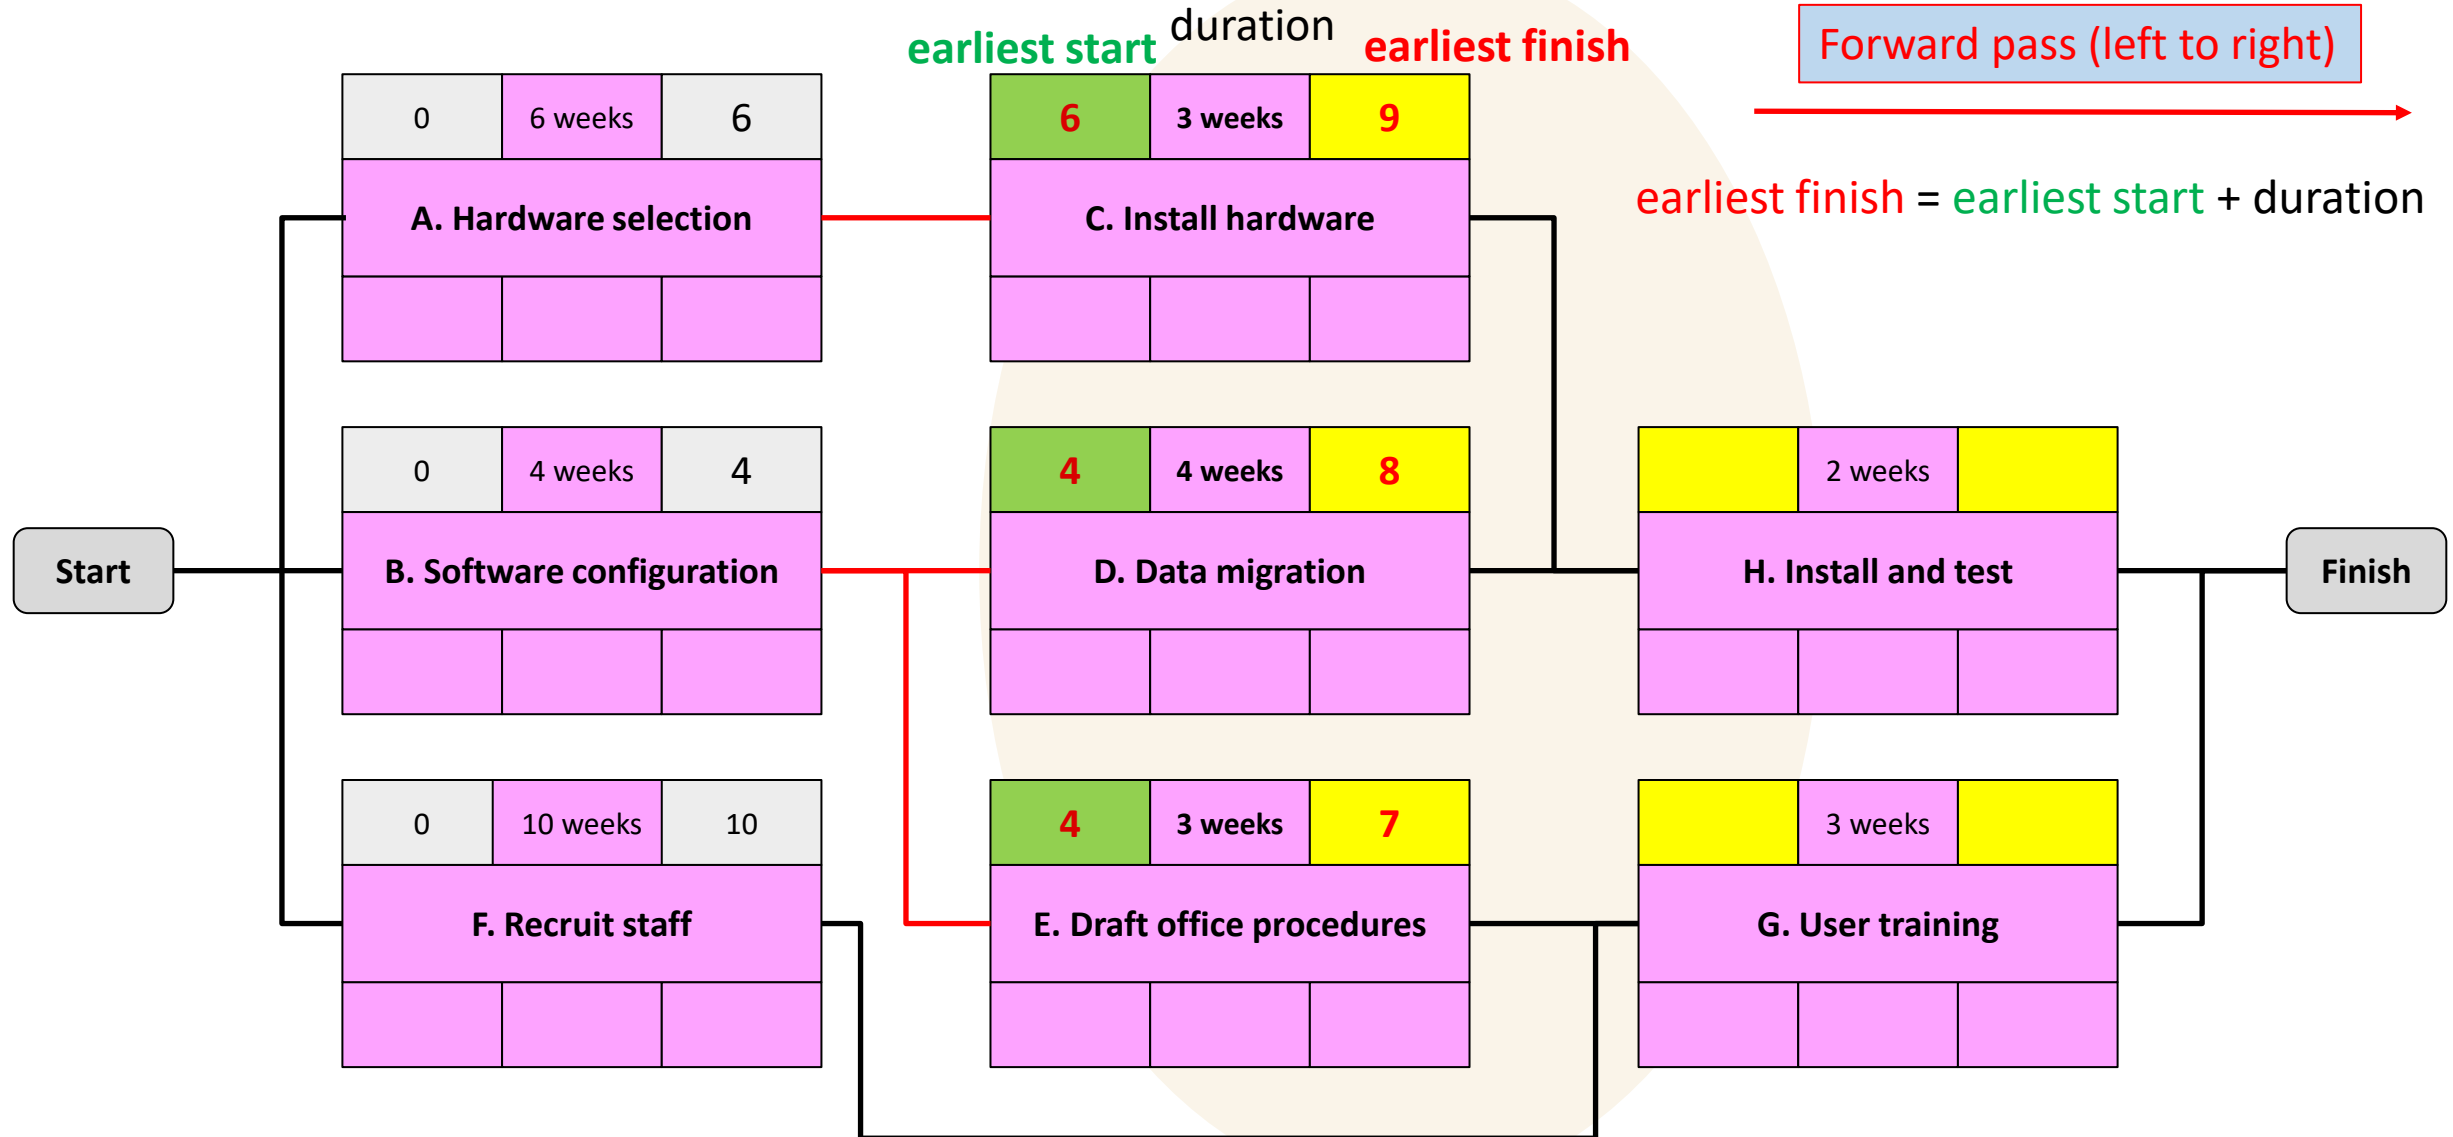 duration
earliest start
earliest finish
Forward pass (left to right)
0 6 weeks 6
6 3 weeks 9
A. Hardware selection
C. Install hardware
earliest finish = earliest start + duration
0 4 weeks 4
4 4 weeks 8
2 weeks
Start
B. Software configuration
D. Data migration
H. Install and test
Finish
0 10 weeks 10
4 3 weeks 7
3 weeks
F. Recruit staff
E. Draft office procedures
G. User training